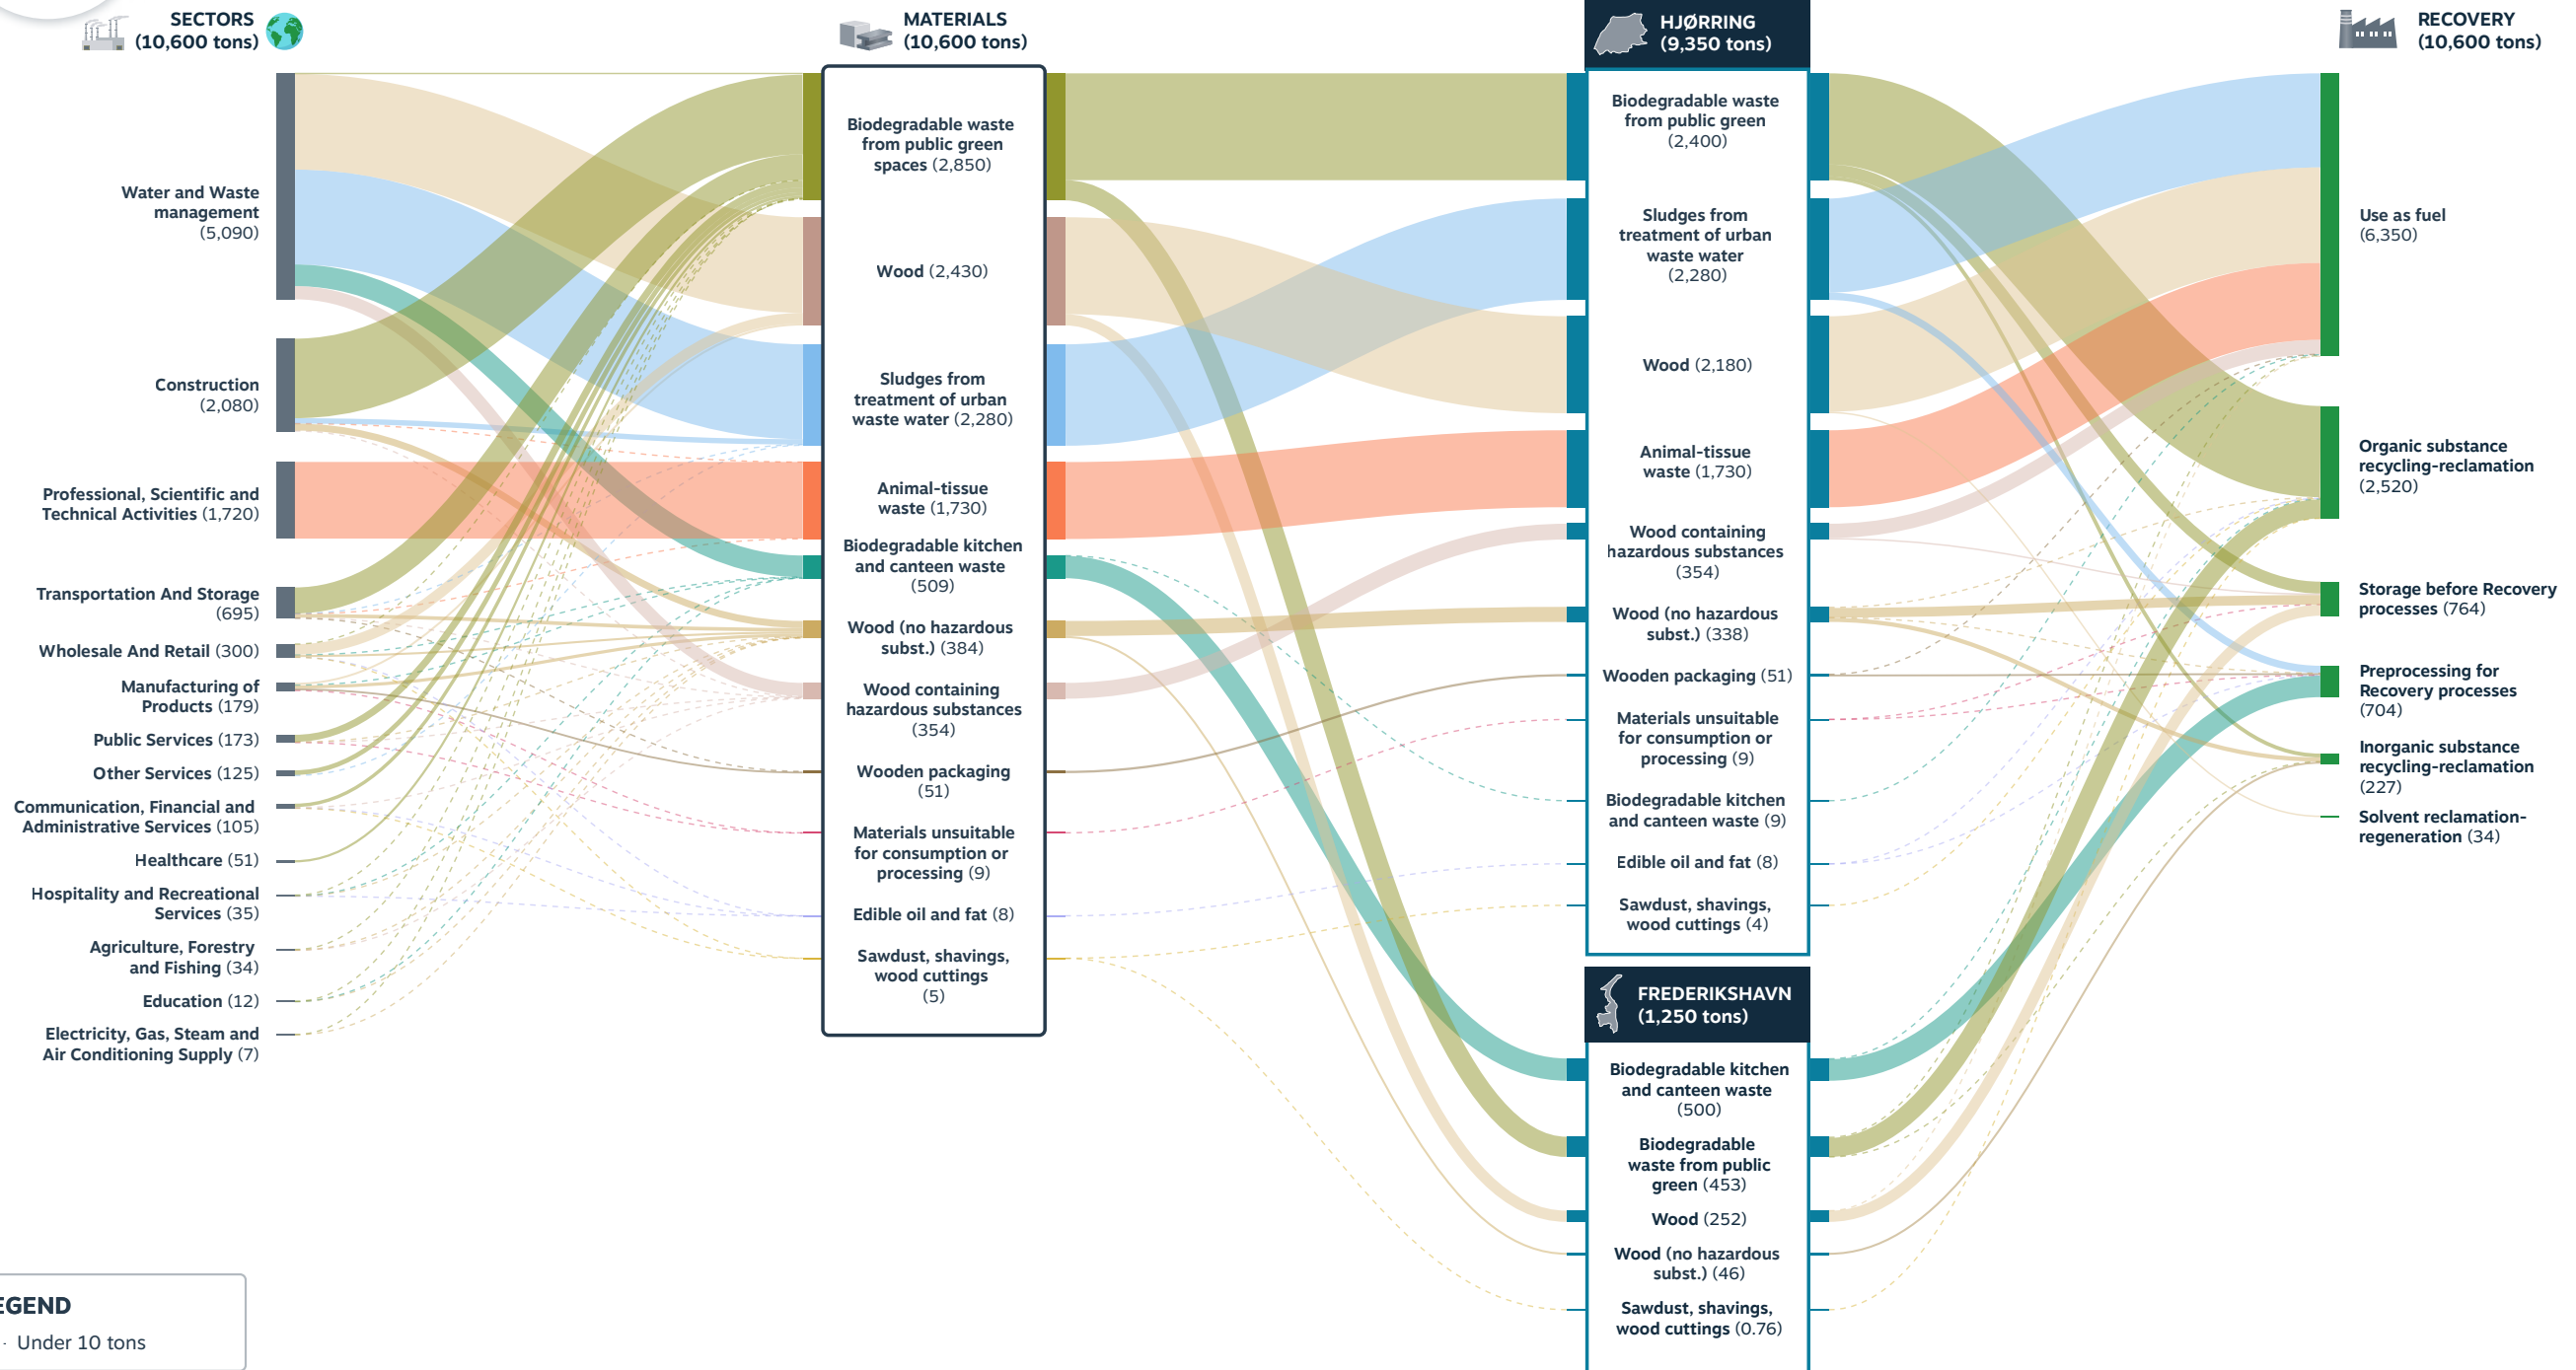 SECTORS
(10,600 tons)
Water and Waste
management
(5,090)
Construction
(2,080)
Professional, Scientific and
Technical Activities (1,720)
Transportation And Storage
(695)
Wholesale And Retail (300)
Manufacturing of
Products (179)
Public Services (173)
Other Services (125)
Communication, Financial and
Administrative Services (105)
Healthcare (51)
Hospitality and Recreational
Services (35)
Agriculture, Forestry
and Fishing (34)
Education (12)
Electricity, Gas, Steam and
Air Conditioning Supply (7)
MATERIALS
(10,600 tons)
Biodegradable waste
from public green
spaces (2,850)
Wood (2,430)
Sludges from
treatment of urban
waste water (2,280)
Animal-tissue
waste (1,730)
Biodegradable kitchen
and canteen waste
(509)
Wood (no hazardous
subst.) (384)
Wood containing
hazardous substances
(354)
Wooden packaging
(51)
Materials unsuitable
for consumption or
processing (9)
Edible oil and fat (8)
Sawdust, shavings,
wood cuttings
(5)
HJØRRING
(9,350 tons)
Biodegradable waste
from public green
(2,400)
Sludges from
treatment of urban
waste water
(2,280)
Wood (2,180)
Animal-tissue
waste (1,730)
Wood containing
hazardous substances
(354)
Wood (no hazardous
subst.) (338)
Wooden packaging (51)
Materials unsuitable
for consumption or
processing (9)
Biodegradable kitchen
and canteen waste (9)
Edible oil and fat (8)
Sawdust, shavings,
wood cuttings (4)
FREDERIKSHAVN
(1,250 tons)
Biodegradable kitchen
and canteen waste
(500)
Biodegradable
waste from public
green (453)
Wood (252)
Wood (no hazardous
subst.) (46)
Sawdust, shavings,
wood cuttings (0.76)
RECOVERY
(10,600 tons)
Use as fuel
(6,350)
Organic substance
recycling-reclamation
(2,520)
Storage before Recovery
processes (764)
Preprocessing for
Recovery processes
(704)
Inorganic substance
recycling-reclamation
(227)
Solvent reclamation-
regeneration (34)
EGEND
Under 10 tons